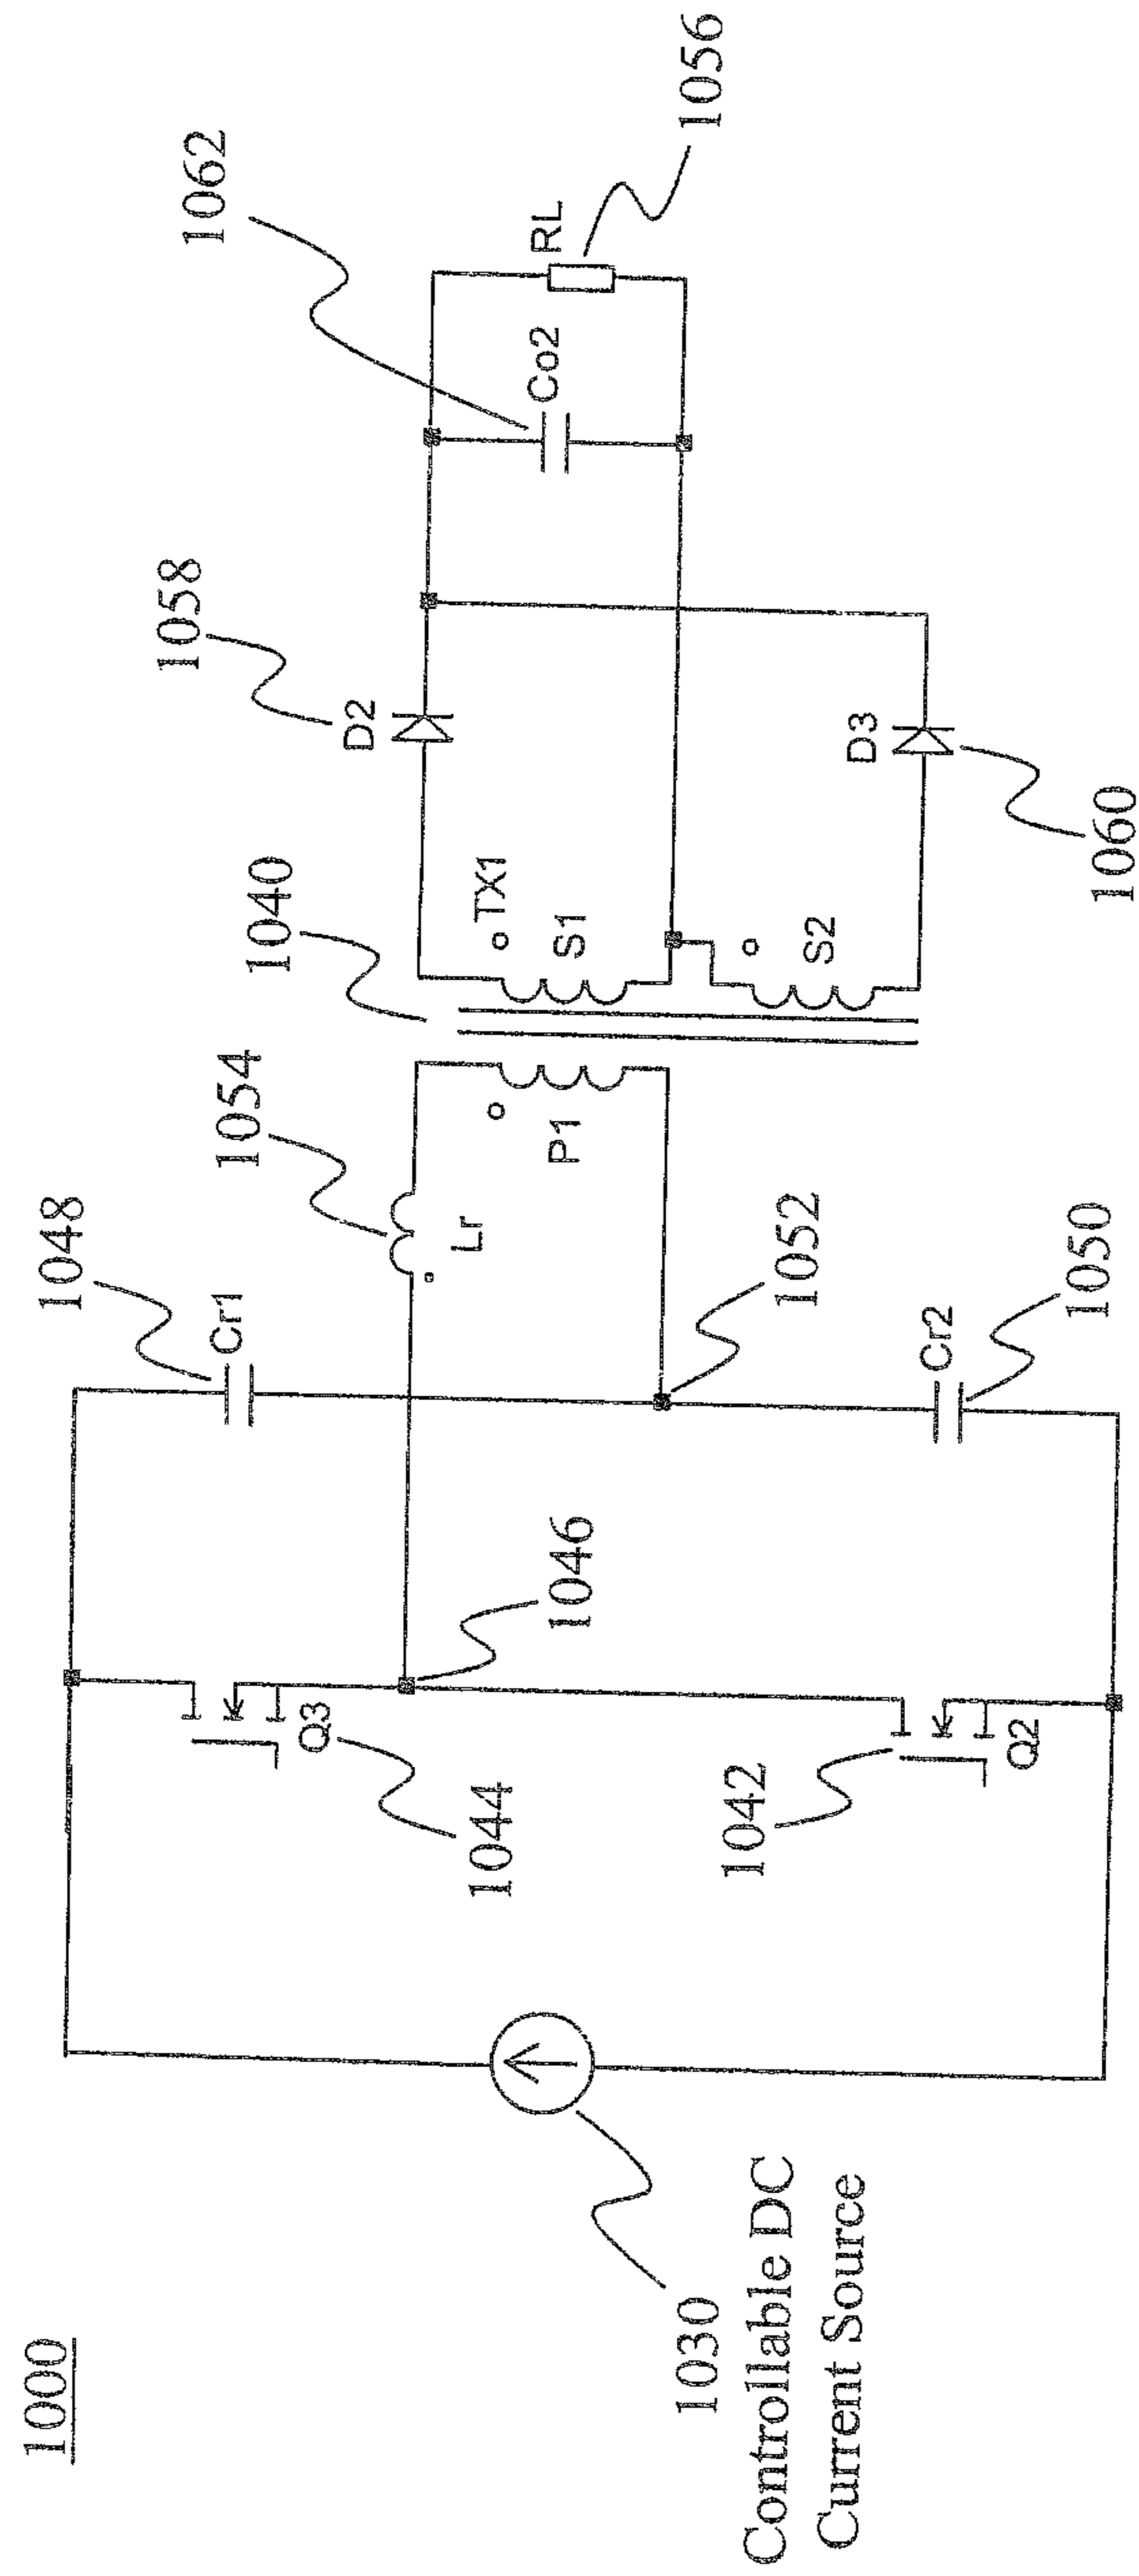 1000
1030
Controllable DC
Current Source
1044
Q3
1042
Q2
1046
1048
Cr1
1052
Cr2
1050
1054
Lr
P1
1040
TX1
S1
S2
1058
D2
D3
1060
1062
Co2
RL
1056